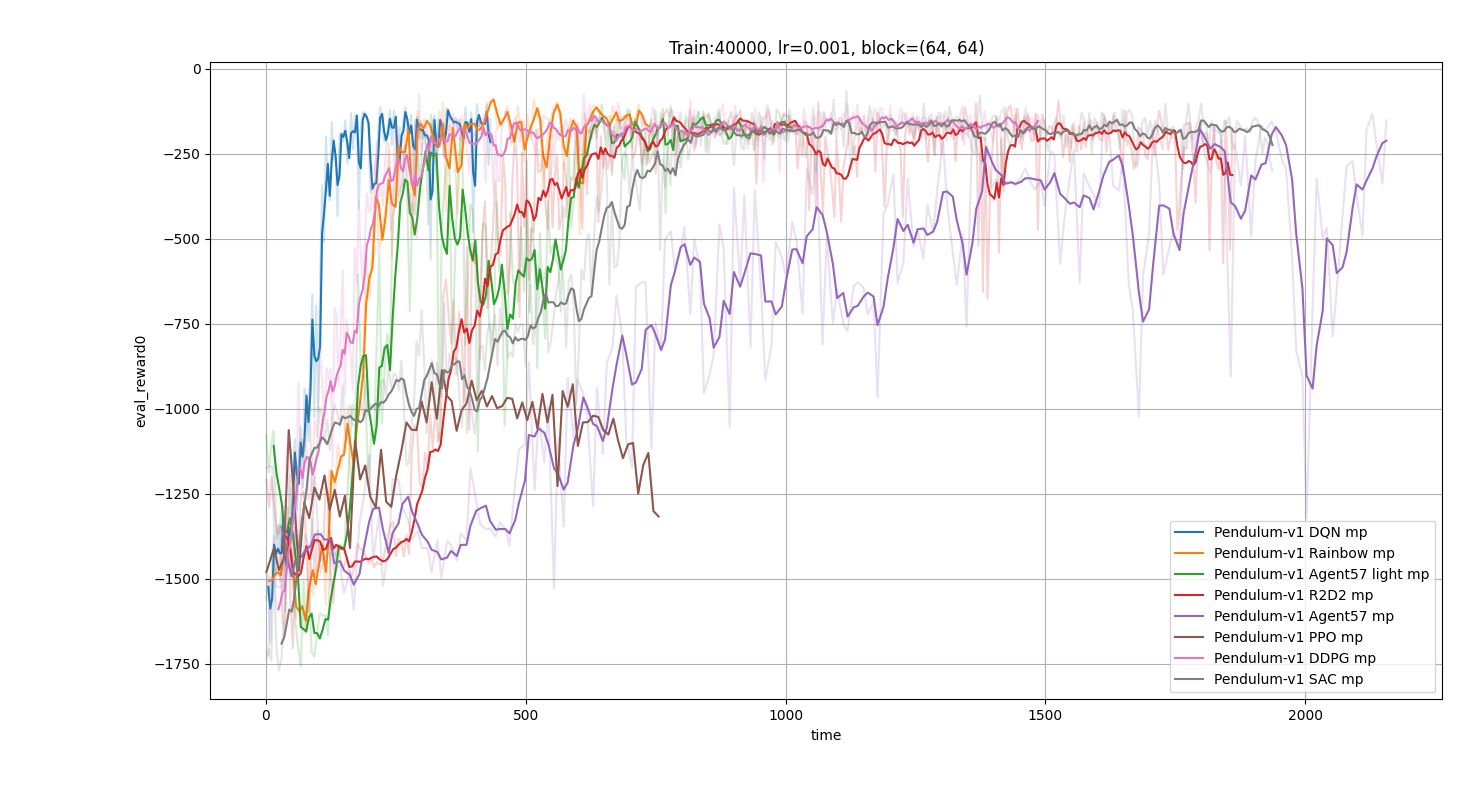 Train:40000, lr=0.001, block=(64, 64)
0
−250
−500
−750
−1000
−1250
−1500
−1750
eval_reward0
0
500
1000
1500
2000
time
Pendulum-v1 DQN mp
Pendulum-v1 Rainbow mp
Pendulum-v1 Agent57 light mp
Pendulum-v1 R2D2 mp
Pendulum-v1 Agent57 mp
Pendulum-v1 PPO mp
Pendulum-v1 DDPG mp
Pendulum-v1 SAC mp